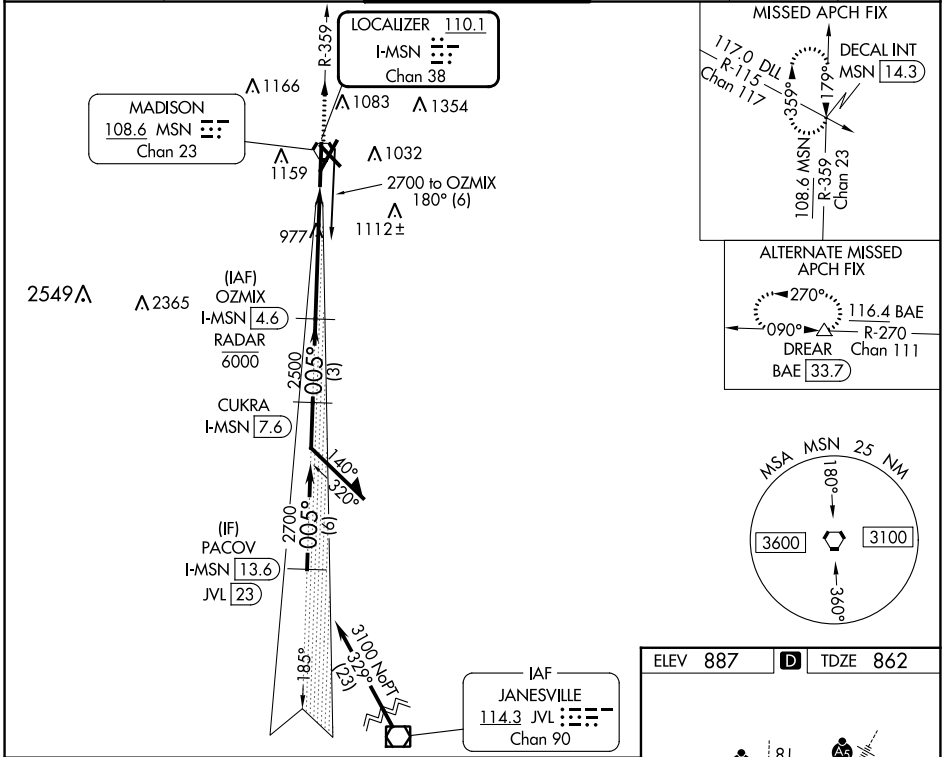 LOCALIZER 110.1
I-MSN
Chan 38
R-359
MADISON
108.6 MSN
Chan 23
1166
1083
1354
1159
1032
2700 to OZMIX
180° (6)
1112±
977
2549
2365
(IAF)
OZMIX
I-MSN 4.6
RADAR
6000
2500
005°
(3)
CUKRA
I-MSN 7.6
140°
320°
2700
005°
(6)
(IF)
PACOV
I-MSN 13.6
JVL 23
185°
3100 NoPT
329°
(23)
IAF
JANESVILLE
114.3 JVL
Chan 90
MISSED APCH FIX
117.0 DLL
R-115
Chan 117
359°
179°
DECAL INT
MSN 14.3
108.6 MSN
R-359
Chan 23
ALTERNATE MISSED
APCH FIX
270°
090°
116.4 BAE
R-270
Chan 111
DREAR
BAE 33.7
MSA MSN 25 NM
180°
3600
3100
360°
ELEV 887 D TDZE 862
81
A5